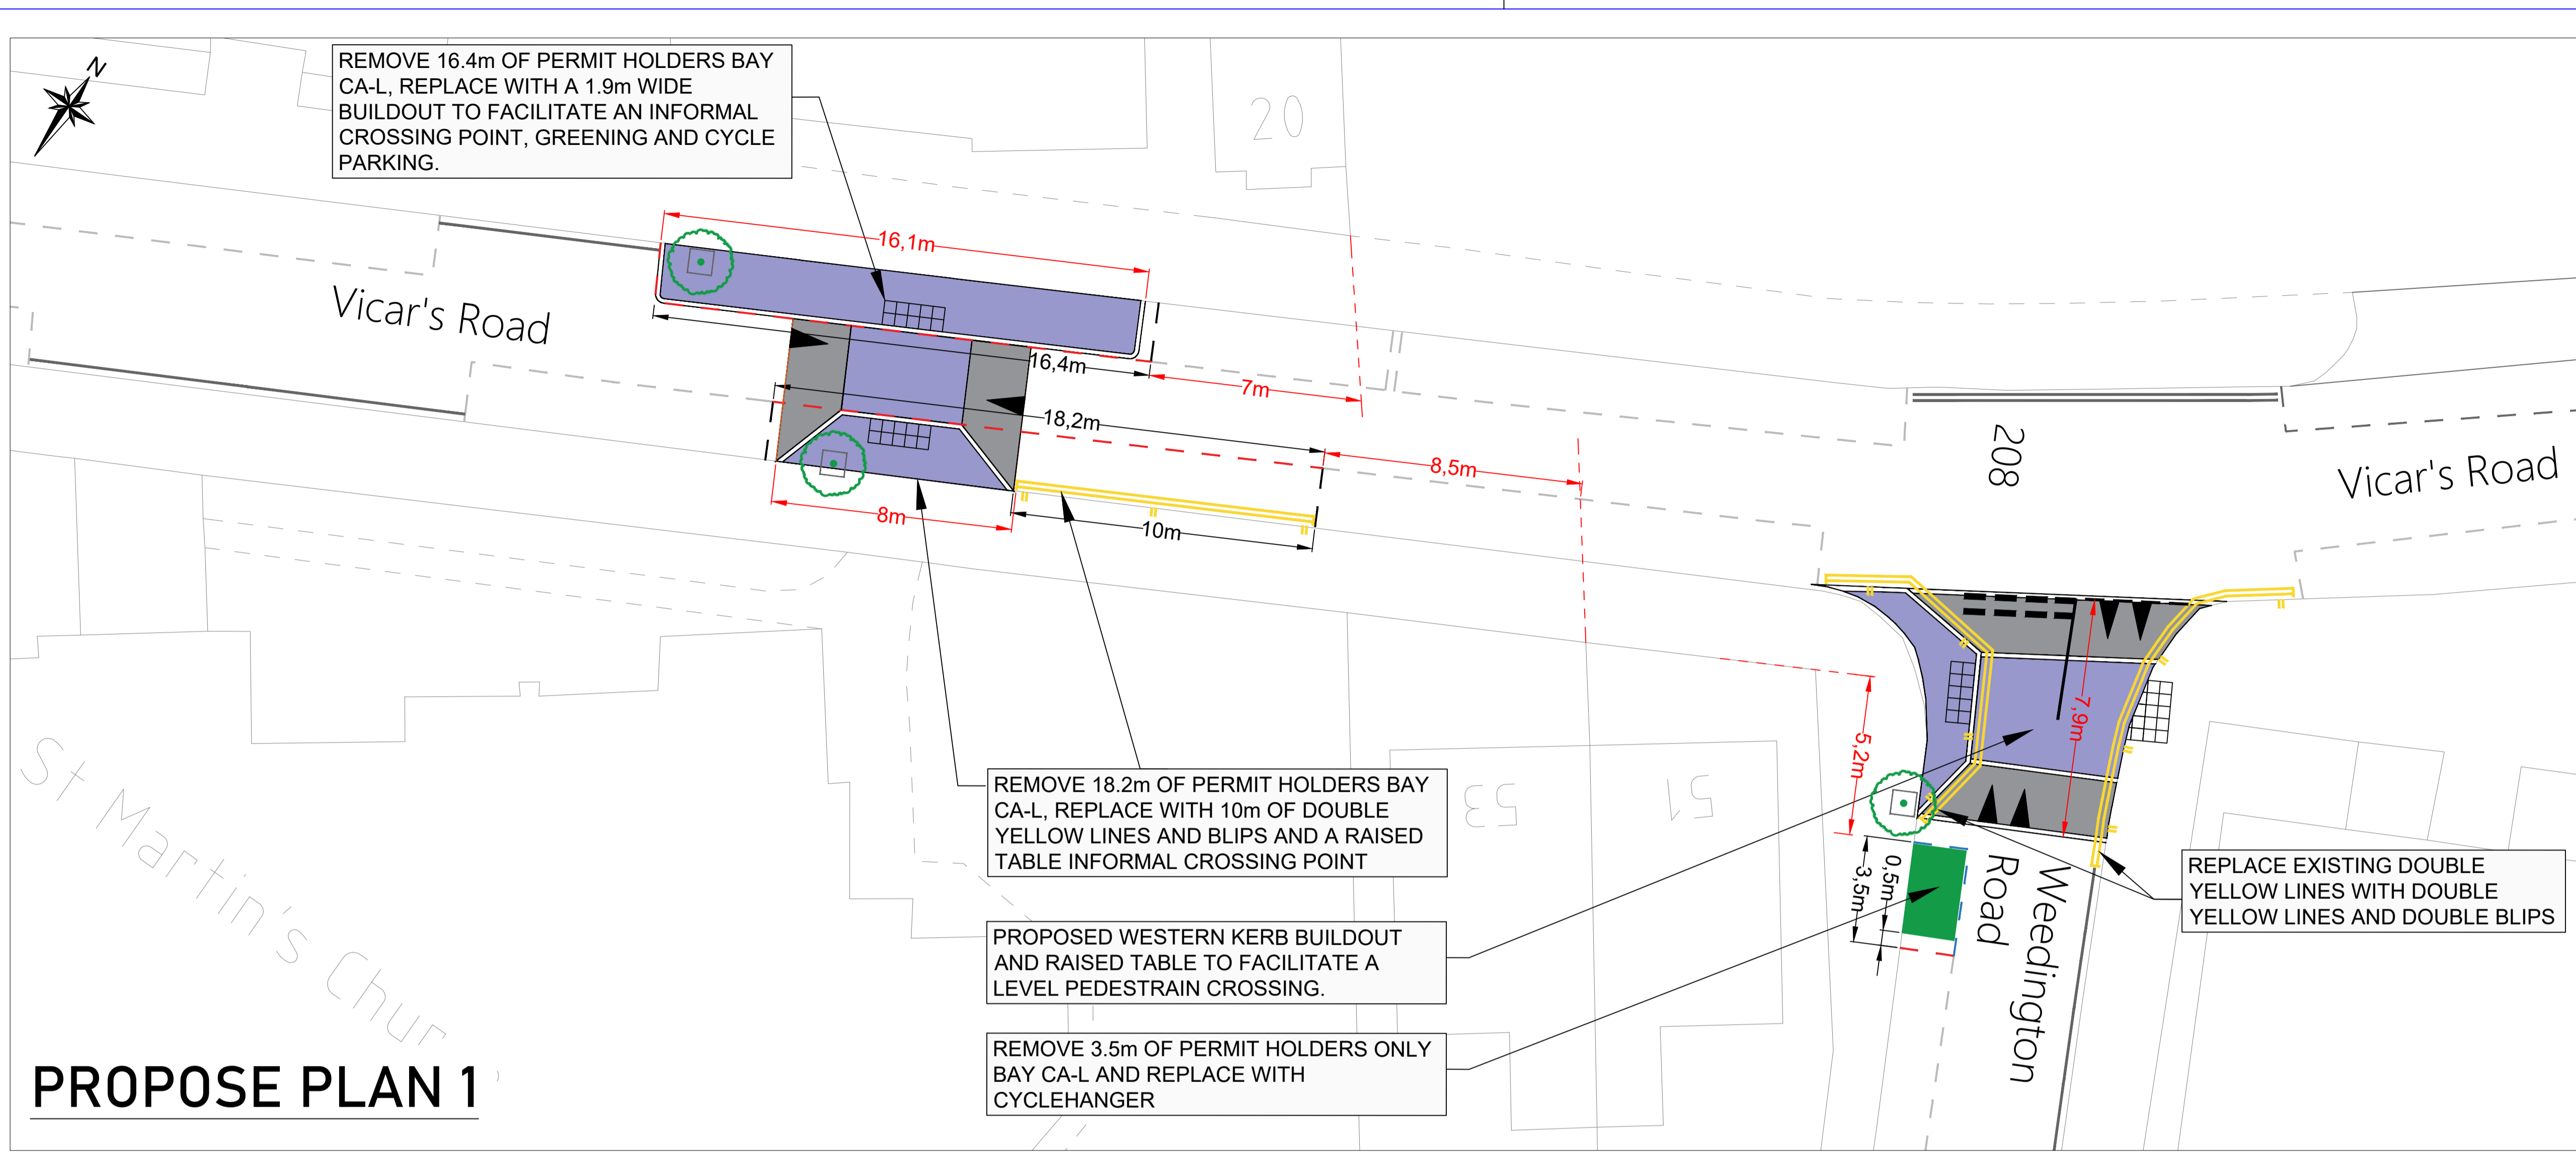 N
REMOVE 16.4m OF PERMIT HOLDERS BAY
CA-L, REPLACE WITH A 1.9m WIDE
BUILDOUT TO FACILITATE AN INFORMAL
CROSSING POINT, GREENING AND CYCLE
PARKING.
20
16,1m
Vicar's Road
16,4m
7m
18,2m
8,5m
8m
10m
208
Vicar's Road
7,9m
5,2m
0,5m
3,5m
Weedington
Road
53
51
St Martin's Chur
REMOVE 18.2m OF PERMIT HOLDERS BAY
CA-L, REPLACE WITH 10m OF DOUBLE
YELLOW LINES AND BLIPS AND A RAISED
TABLE INFORMAL CROSSING POINT
REPLACE EXISTING DOUBLE
YELLOW LINES WITH DOUBLE
YELLOW LINES AND DOUBLE BLIPS
PROPOSED WESTERN KERB BUILDOUT
AND RAISED TABLE TO FACILITATE A
LEVEL PEDESTRAIN CROSSING.
REMOVE 3.5m OF PERMIT HOLDERS ONLY
BAY CA-L AND REPLACE WITH
CYCLEHANGER
PROPOSE PLAN 1